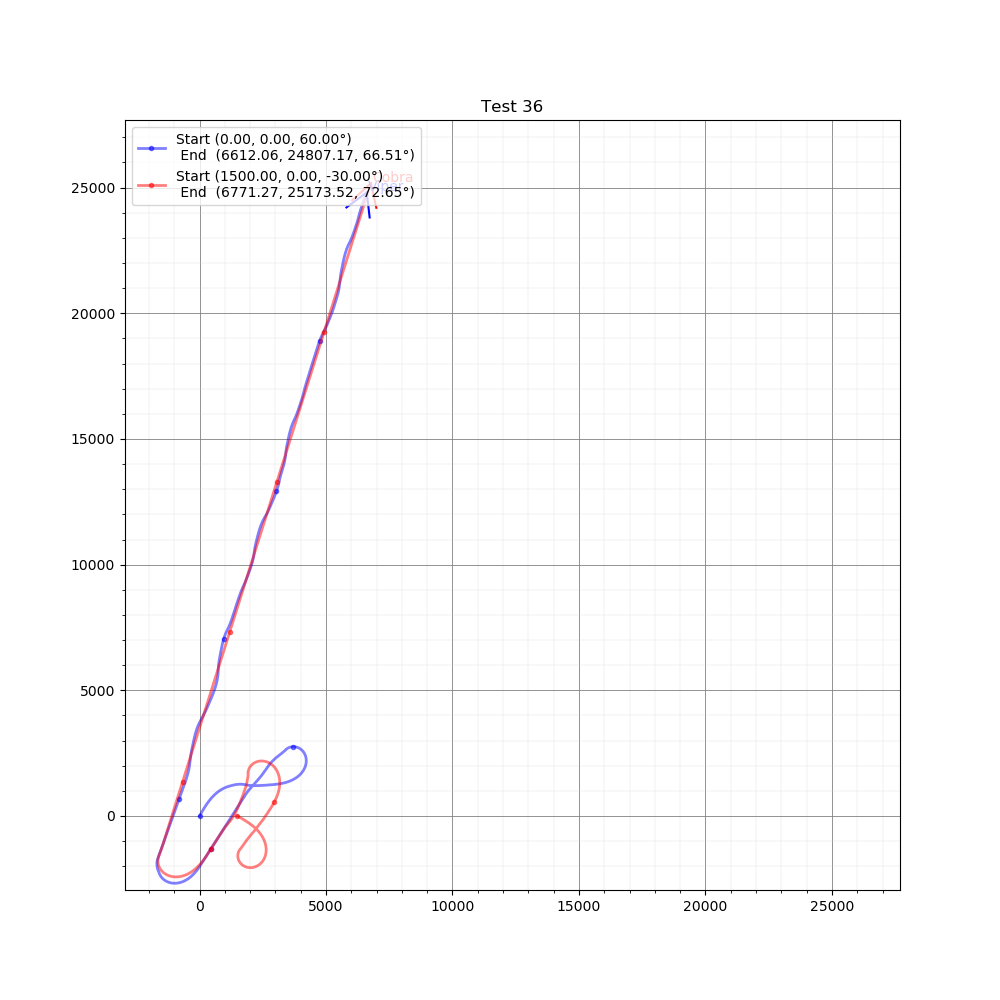 Test 36
Start (0.00, 0.00, 60.00°)
End (6612.06, 24807.17, 66.51°)
Start (1500.00, 0.00, -30.00°)
End (6771.27, 25173.52, 72.65°)
25000
20000
15000
10000
5000
0
0 5000 10000 15000 20000 25000